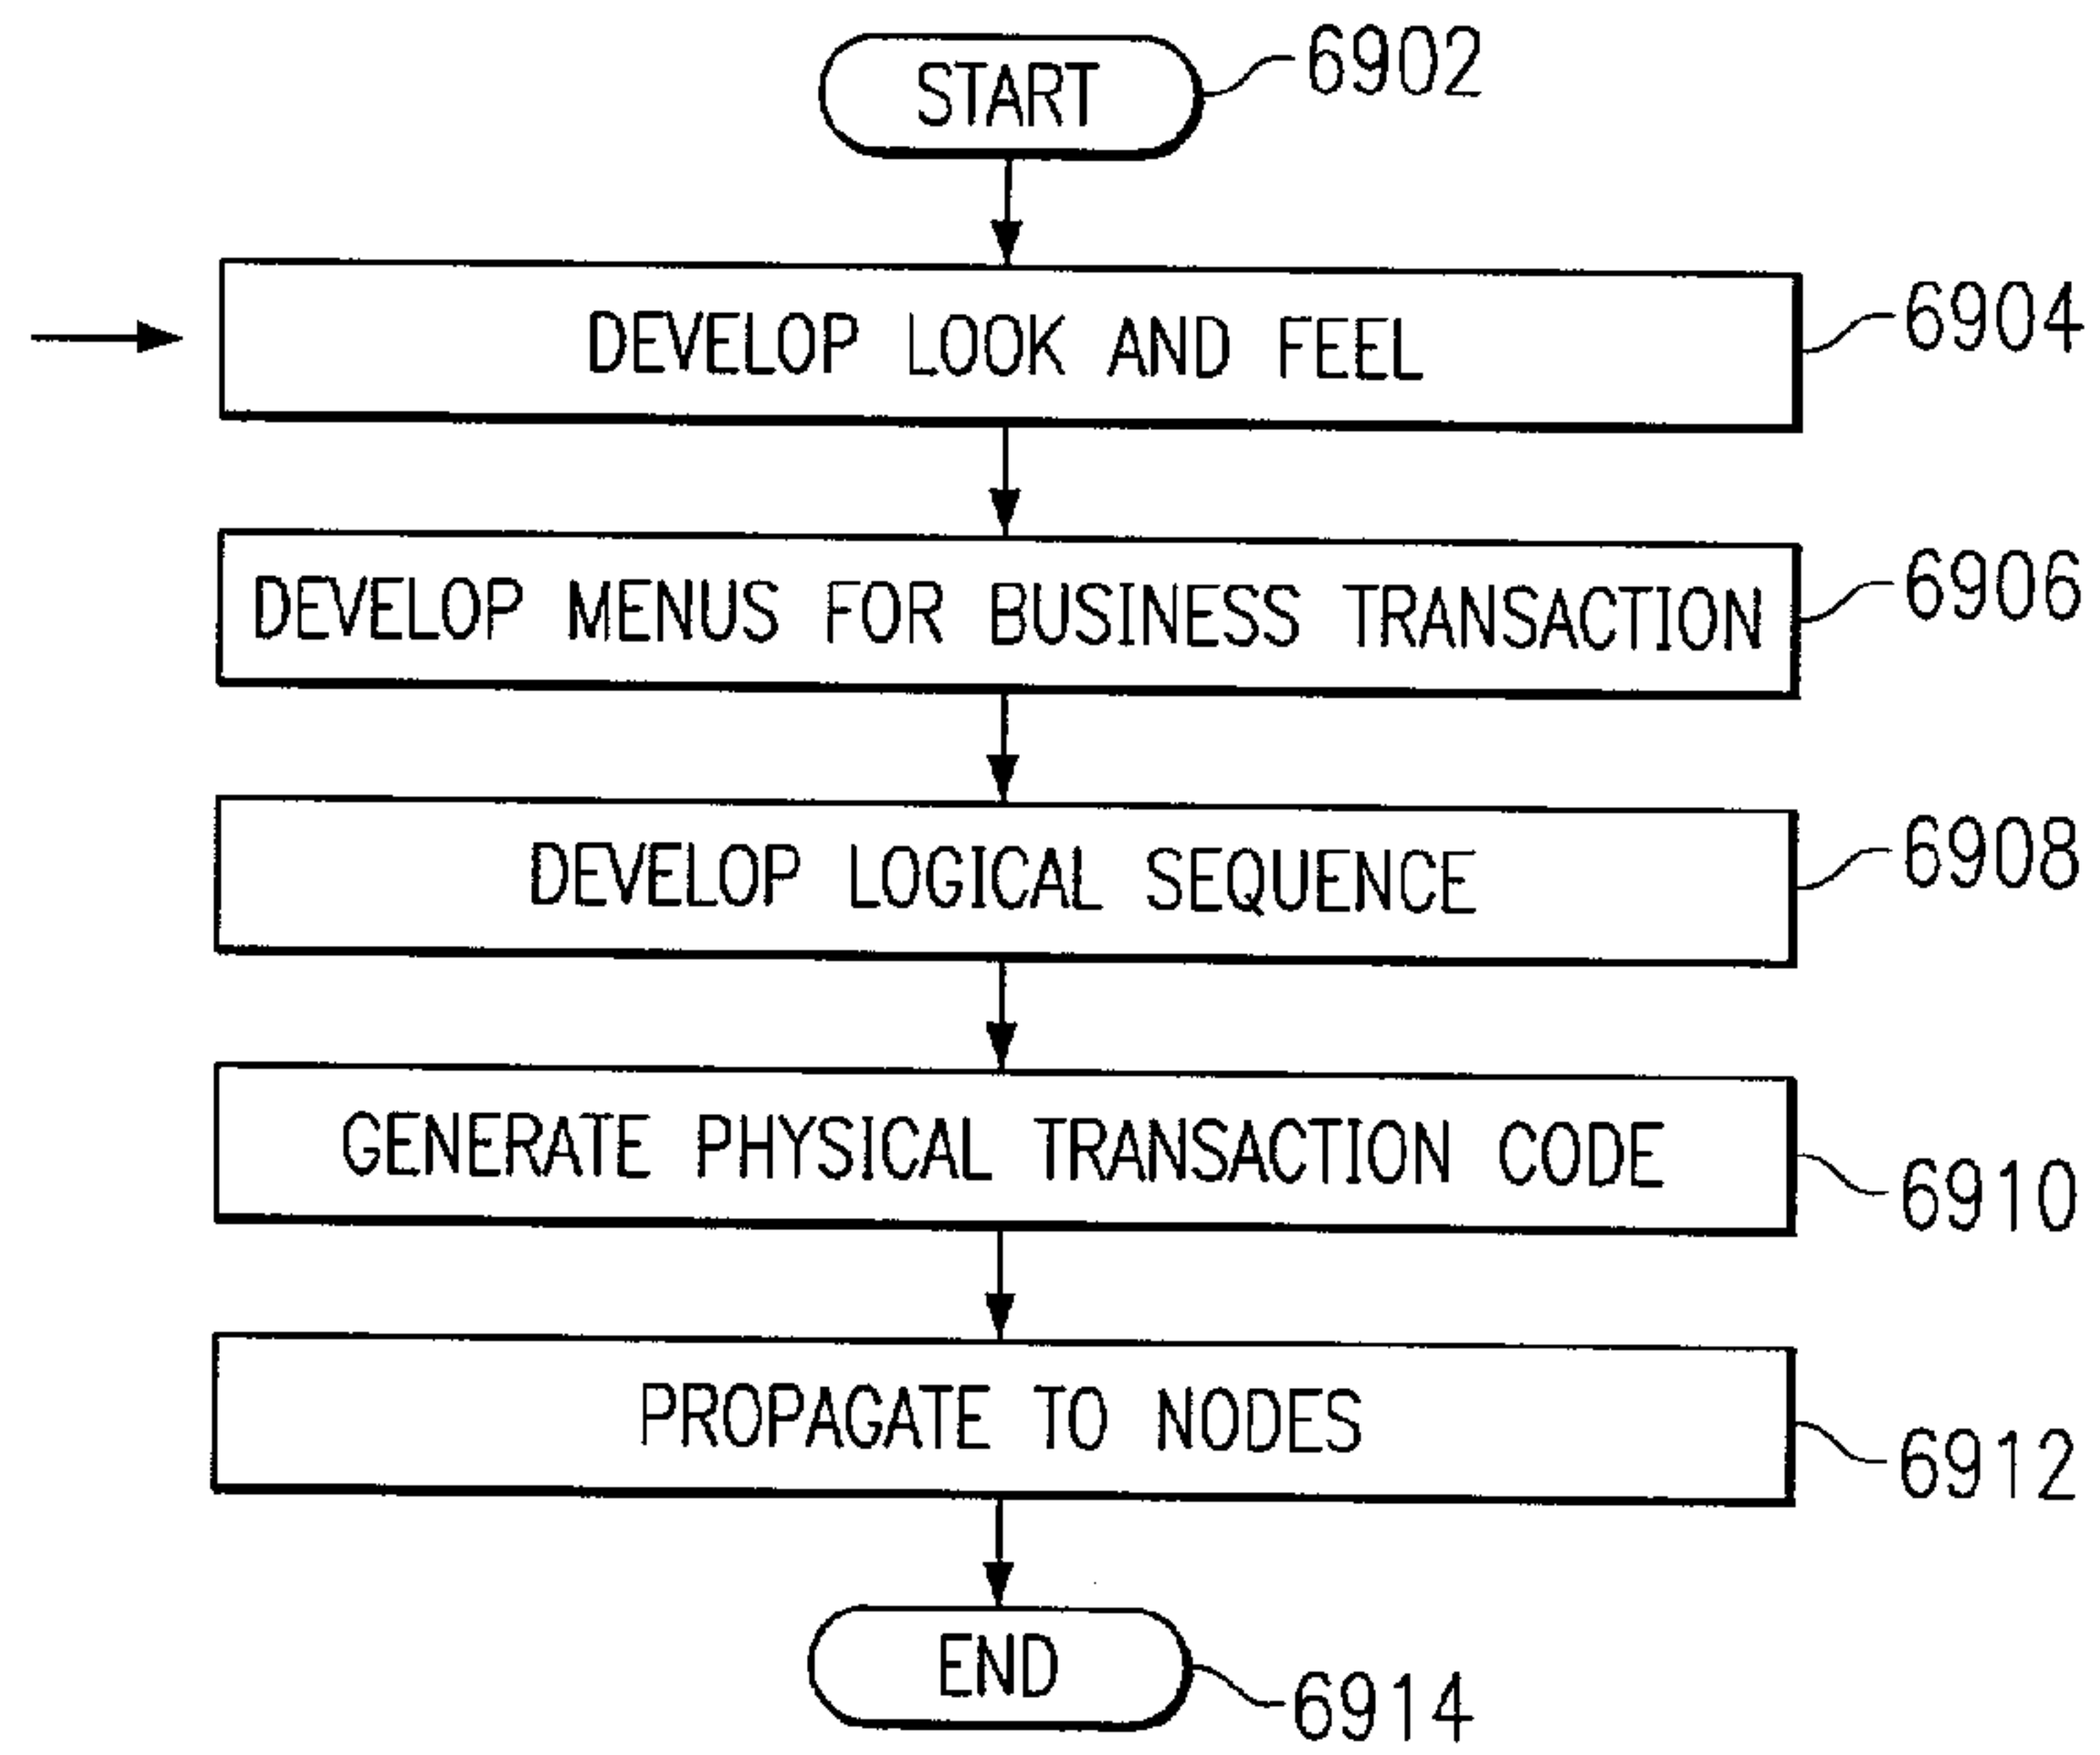 START
6902
DEVELOP LOOK AND FEEL
6904
DEVELOP MENUS FOR BUSINESS TRANSACTION
6906
DEVELOP LOGICAL SEQUENCE
6908
GENERATE PHYSICAL TRANSACTION CODE
6910
PROPAGATE TO NODES
6912
END
6914